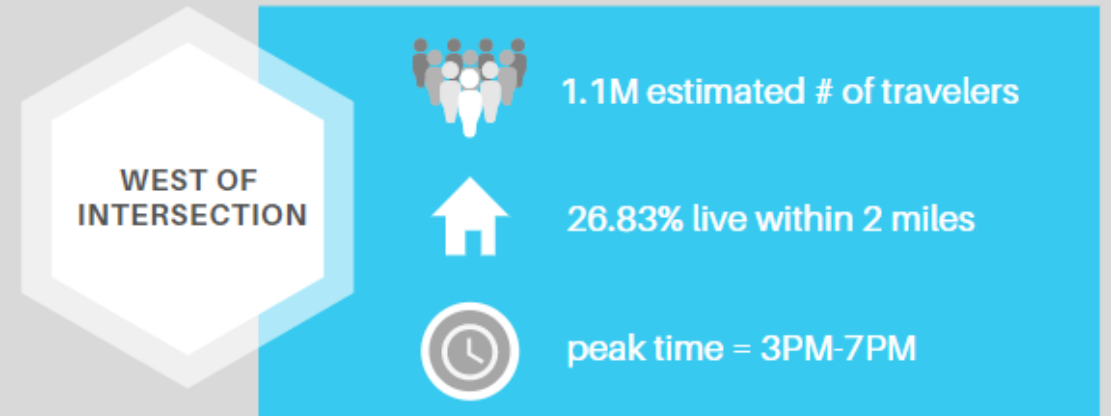 WEST OF
INTERSECTION
1.1M estimated # of travelers
26.83% live within 2 miles
peak time = 3PM-7PM